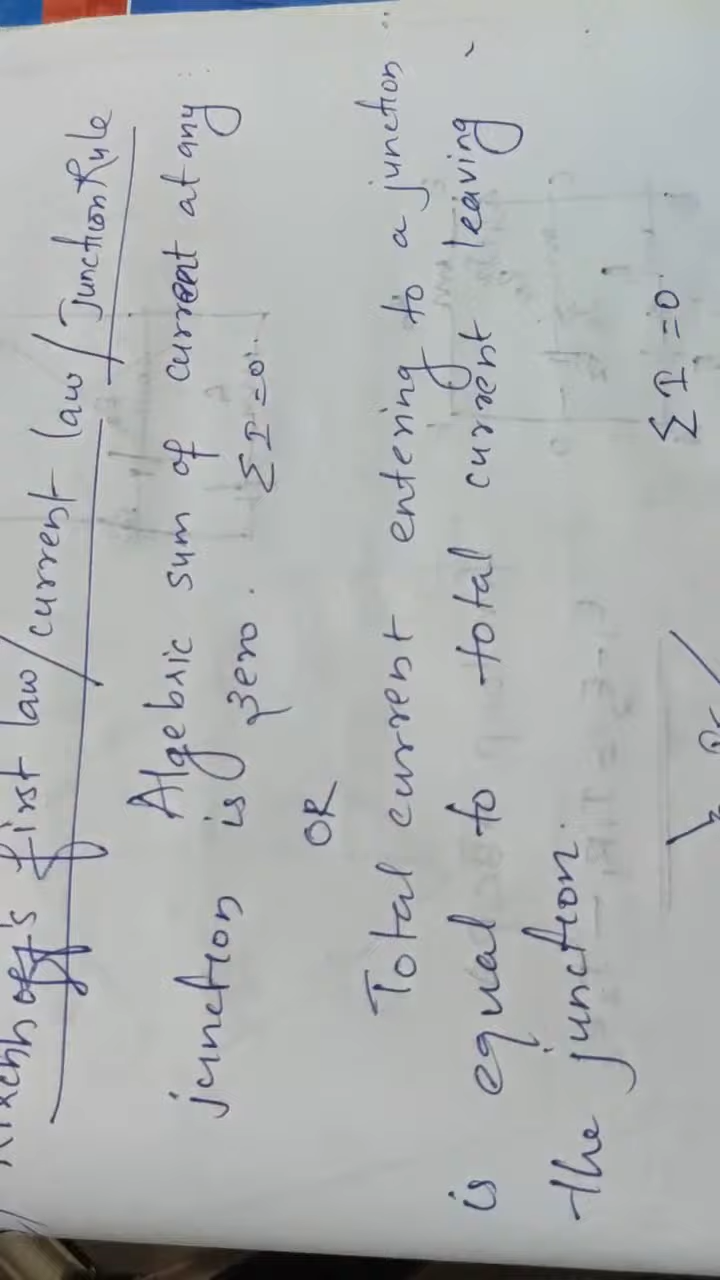 Kirchhoff's first law/current law/Junction Rule
Algebric sum of current at any
junction is zero. ΣI=0.
OR
Total current entering to a junction
is equal to total current leaving
the junction.
ΣI=0.